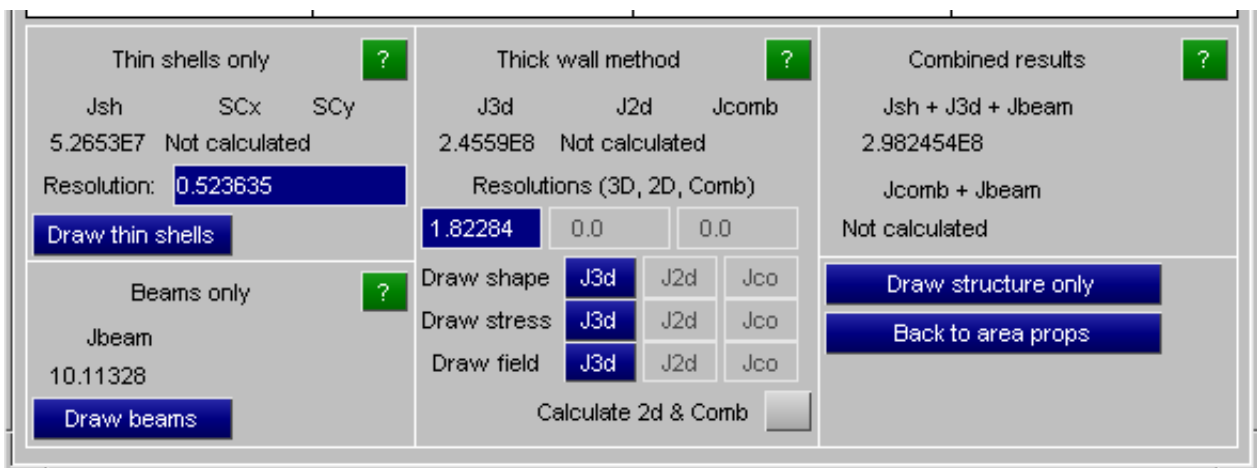 Thin shells only ?
Jsh SCx SCy
5.2653E7 Not calculated
Resolution: 0.523635
Draw thin shells
Beams only ?
Jbeam
10.11328
Draw beams
Thick wall method ?
J3d J2d Jcomb
2.4559E8 Not calculated
Resolutions (3D, 2D, Comb)
1.82284 0.0 0.0
Draw shape J3d J2d Jco
Draw stress J3d J2d Jco
Draw field J3d J2d Jco
Calculate 2d & Comb
Combined results ?
Jsh + J3d + Jbeam
2.982454E8
Jcomb + Jbeam
Not calculated
Draw structure only
Back to area props